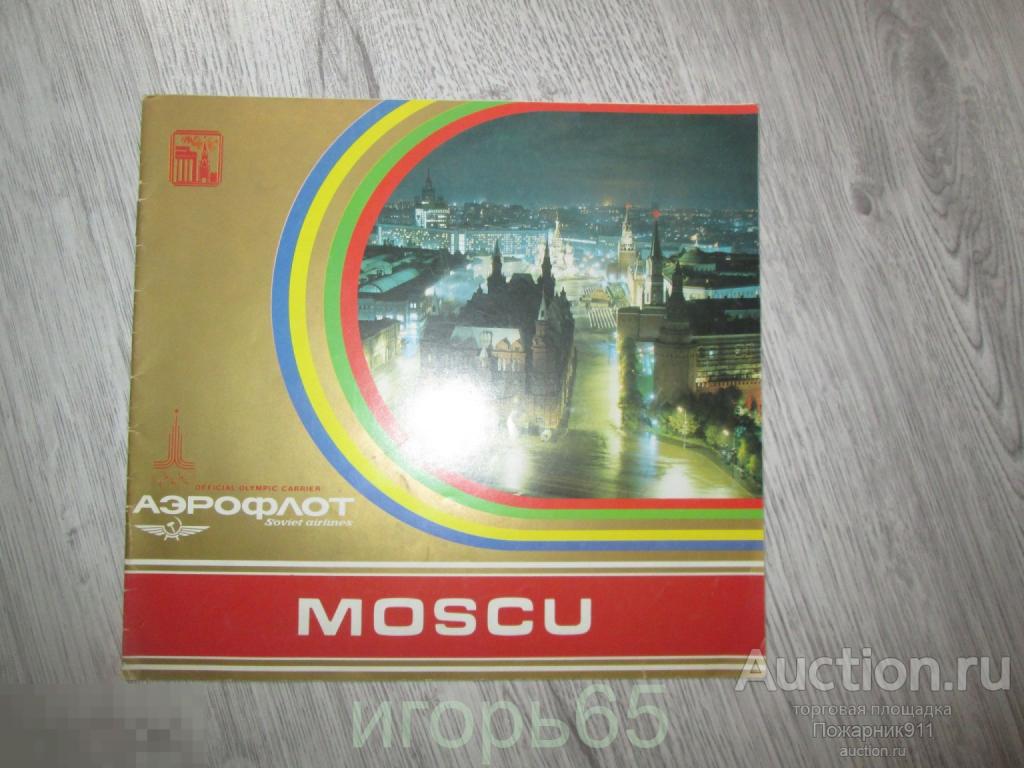 OFFICIAL OLYMPIC CARRIER
АЭРОФЛОТ
Soviet airlines
MOSCU
Auction.ru
торговая площадка
Пожарник911
auction.ru
игорь65